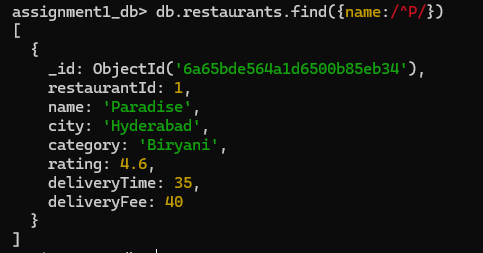 assignment1_db> db.restaurants.find({name:/^P/})
[
  {
    _id: ObjectId('6a65bde564a1d6500b85eb34'),
    restaurantId: 1,
    name: 'Paradise',
    city: 'Hyderabad',
    category: 'Biryani',
    rating: 4.6,
    deliveryTime: 35,
    deliveryFee: 40
  }
]